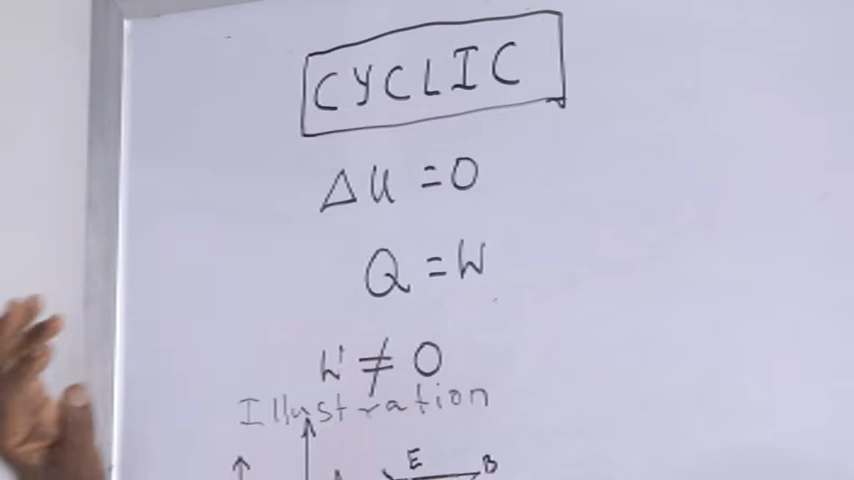 CYCLIC
ΔU = 0
Q = W
W ≠ 0
Illustration
E B